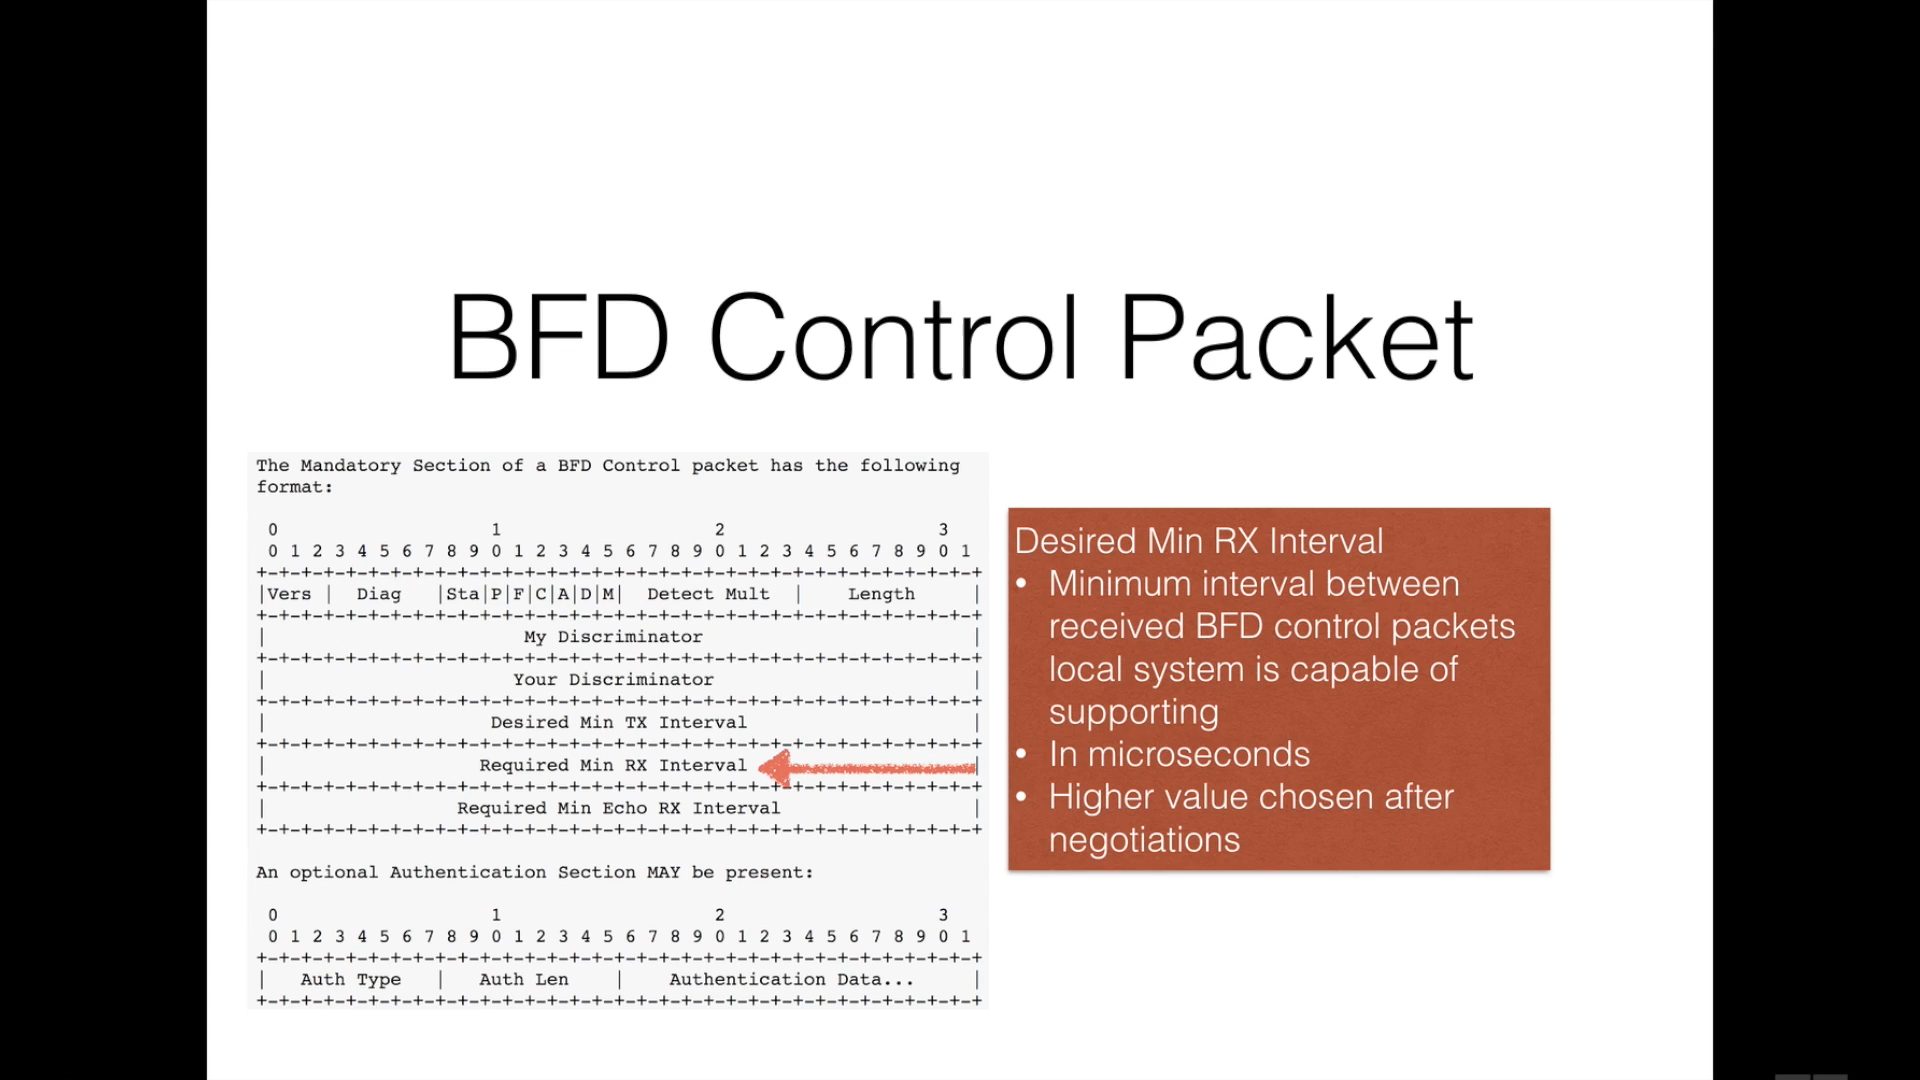 BFD Control Packet
The Mandatory Section of a BFD Control packet has the following
format:
 0                   1                   2                   3
 0 1 2 3 4 5 6 7 8 9 0 1 2 3 4 5 6 7 8 9 0 1 2 3 4 5 6 7 8 9 0 1
+-+-+-+-+-+-+-+-+-+-+-+-+-+-+-+-+-+-+-+-+-+-+-+-+-+-+-+-+-+-+-+-+
|Vers |  Diag   |Sta|P|F|C|A|D|M|  Detect Mult  |    Length     |
+-+-+-+-+-+-+-+-+-+-+-+-+-+-+-+-+-+-+-+-+-+-+-+-+-+-+-+-+-+-+-+-+
|                       My Discriminator                        |
+-+-+-+-+-+-+-+-+-+-+-+-+-+-+-+-+-+-+-+-+-+-+-+-+-+-+-+-+-+-+-+-+
|                      Your Discriminator                       |
+-+-+-+-+-+-+-+-+-+-+-+-+-+-+-+-+-+-+-+-+-+-+-+-+-+-+-+-+-+-+-+-+
|                    Desired Min TX Interval                    |
+-+-+-+-+-+-+-+-+-+-+-+-+-+-+-+-+-+-+-+-+-+-+-+-+-+-+-+-+-+-+-+-+
|                   Required Min RX Interval                    |
+-+-+-+-+-+-+-+-+-+-+-+-+-+-+-+-+-+-+-+-+-+-+-+-+-+-+-+-+-+-+-+-+
|                 Required Min Echo RX Interval                 |
+-+-+-+-+-+-+-+-+-+-+-+-+-+-+-+-+-+-+-+-+-+-+-+-+-+-+-+-+-+-+-+-+
An optional Authentication Section MAY be present:
 0                   1                   2                   3
 0 1 2 3 4 5 6 7 8 9 0 1 2 3 4 5 6 7 8 9 0 1 2 3 4 5 6 7 8 9 0 1
+-+-+-+-+-+-+-+-+-+-+-+-+-+-+-+-+-+-+-+-+-+-+-+-+-+-+-+-+-+-+-+-+
|   Auth Type   |   Auth Len    |    Authentication Data...     |
+-+-+-+-+-+-+-+-+-+-+-+-+-+-+-+-+-+-+-+-+-+-+-+-+-+-+-+-+-+-+-+-+
Desired Min RX Interval
• Minimum interval between
received BFD control packets
local system is capable of
supporting
• In microseconds
• Higher value chosen after
negotiations